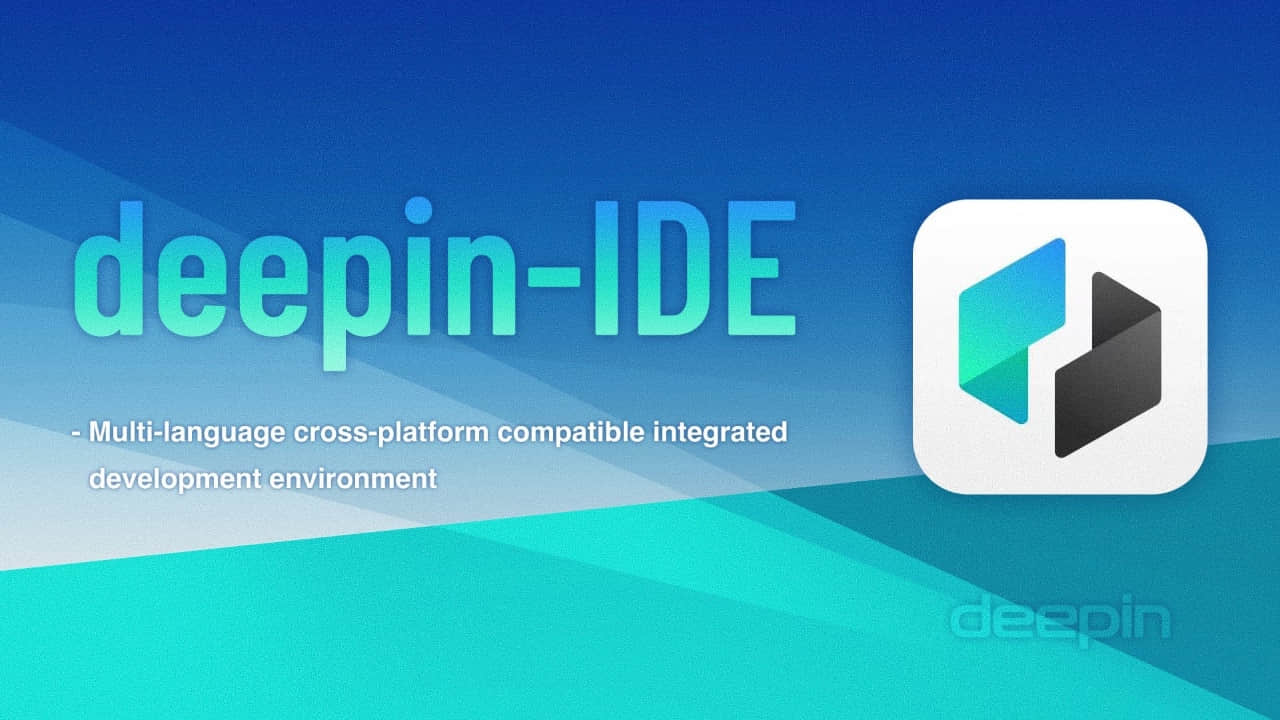 deepin-IDE
- Multi-language cross-platform compatible integrated
development environment
deepin